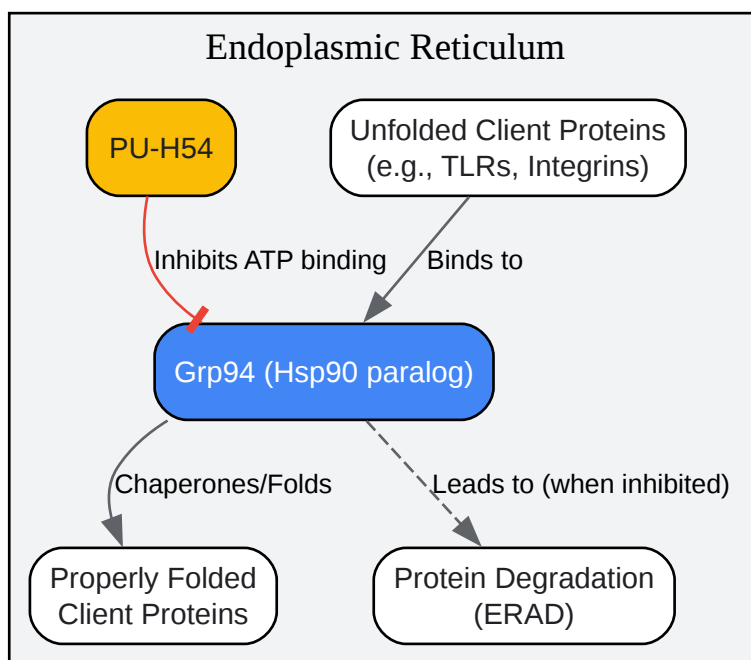 Endoplasmic Reticulum
PU-H54
Unfolded Client Proteins
(e.g., TLRs, Integrins)
Inhibits ATP binding
Binds to
Grp94 (Hsp90 paralog)
Chaperones/Folds
Leads to (when inhibited)
Properly Folded
Client Proteins
Protein Degradation
(ERAD)